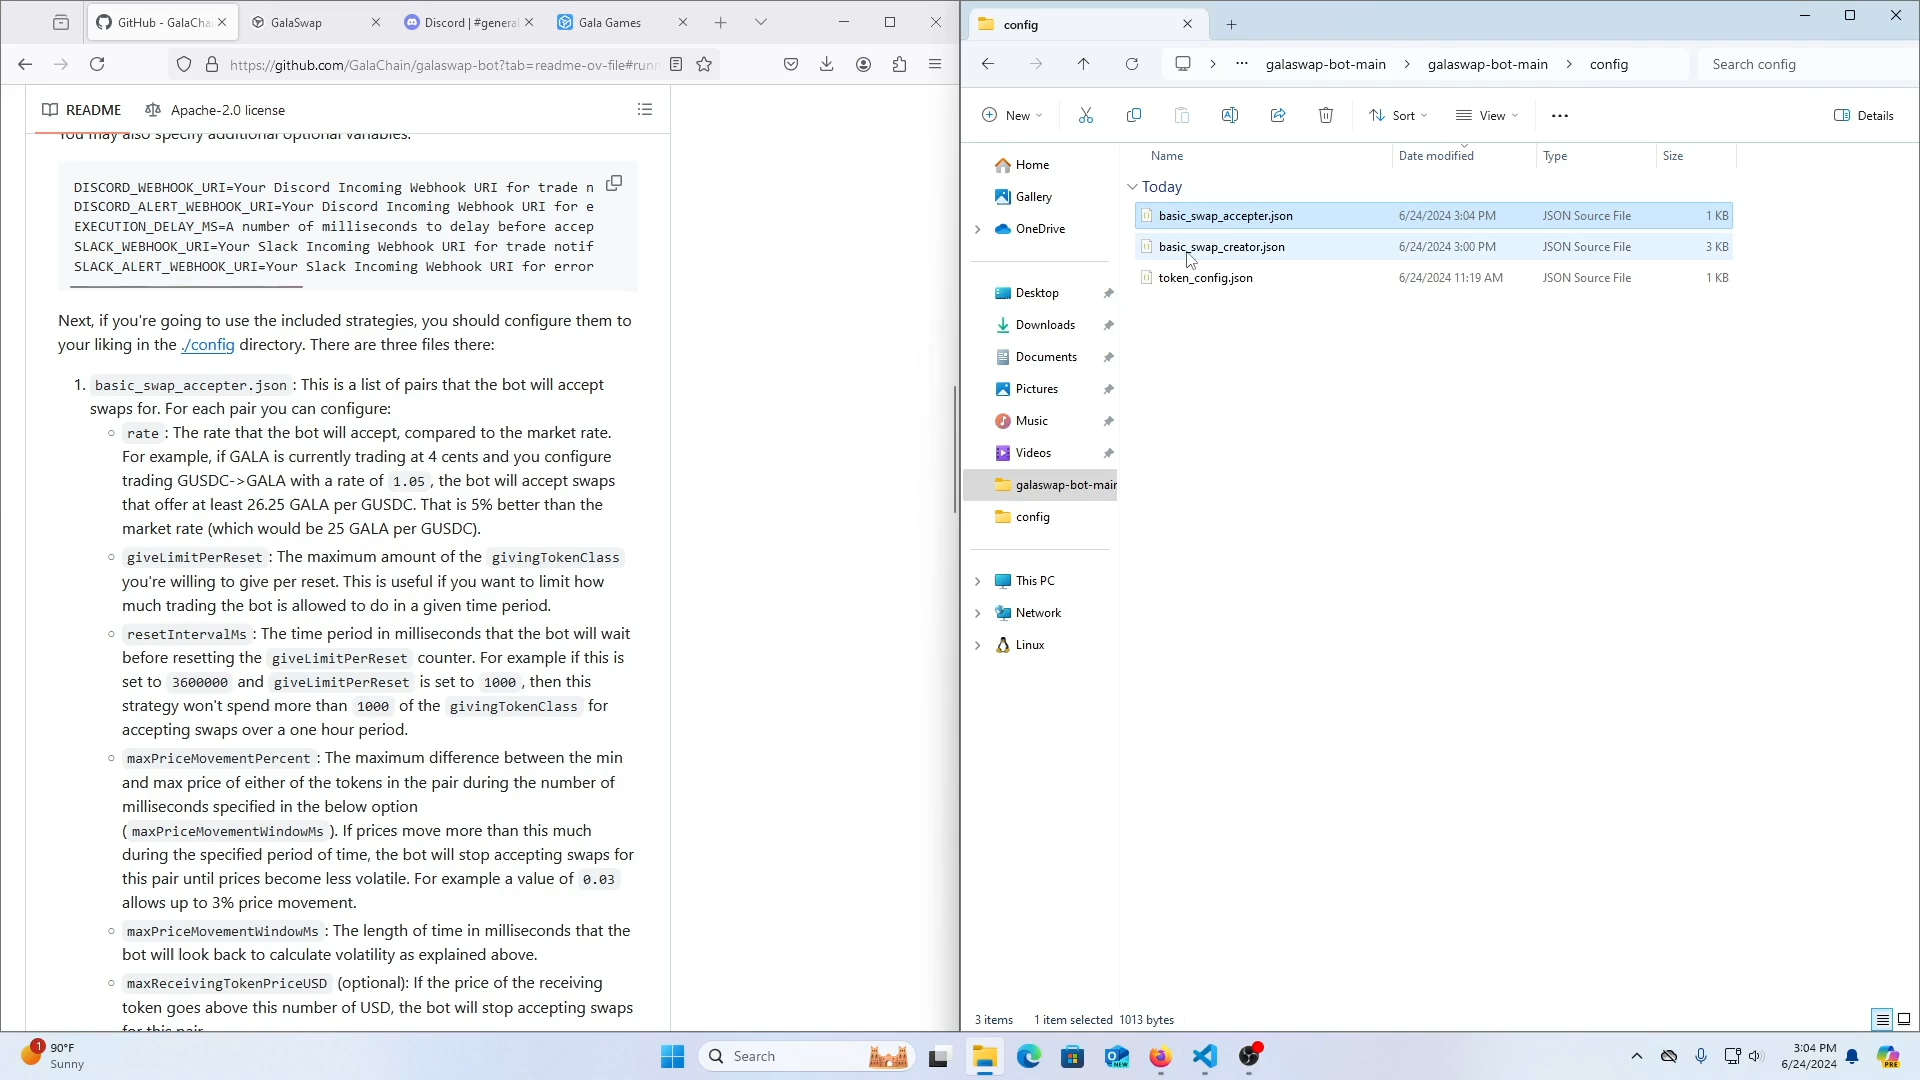 GitHub - GalaChai
GalaSwap
Discord | #general
Gala Games
https://github.com/GalaChain/galaswap-bot?tab=readme-ov-file#runn
README
Apache-2.0 license
You may also specify additional optional variables.
DISCORD_WEBHOOK_URI=Your Discord Incoming Webhook URI for trade n
DISCORD_ALERT_WEBHOOK_URI=Your Discord Incoming Webhook URI for e
EXECUTION_DELAY_MS=A number of milliseconds to delay before accep
SLACK_WEBHOOK_URI=Your Slack Incoming Webhook URI for trade notif
SLACK_ALERT_WEBHOOK_URI=Your Slack Incoming Webhook URI for error
Next, if you're going to use the included strategies, you should configure them to
your liking in the ./config directory. There are three files there:
1. basic_swap_accepter.json: This is a list of pairs that the bot will accept
swaps for. For each pair you can configure:
rate: The rate that the bot will accept, compared to the market rate.
For example, if GALA is currently trading at 4 cents and you configure
trading GUSDC->GALA with a rate of 1.05, the bot will accept swaps
that offer at least 26.25 GALA per GUSDC. That is 5% better than the
market rate (which would be 25 GALA per GUSDC).
giveLimitPerReset: The maximum amount of the givingTokenClass
you're willing to give per reset. This is useful if you want to limit how
much trading the bot is allowed to do in a given time period.
resetIntervalMs: The time period in milliseconds that the bot will wait
before resetting the giveLimitPerReset counter. For example if this is
set to 3600000 and giveLimitPerReset is set to 1000, then this
strategy won't spend more than 1000 of the givingTokenClass for
accepting swaps over a one hour period.
maxPriceMovementPercent: The maximum difference between the min
and max price of either of the tokens in the pair during the number of
milliseconds specified in the below option
(maxPriceMovementWindowMs). If prices move more than this much
during the specified period of time, the bot will stop accepting swaps for
this pair until prices become less volatile. For example a value of 0.03
allows up to 3% price movement.
maxPriceMovementWindowMs: The length of time in milliseconds that the
bot will look back to calculate volatility as explained above.
maxReceivingTokenPriceUSD (optional): If the price of the receiving
token goes above this number of USD, the bot will stop accepting swaps
for this pair
config
galaswap-bot-main
galaswap-bot-main
config
Search config
New
Sort
View
Details
Name
Date modified
Type
Size
Home
Gallery
OneDrive
Desktop
Downloads
Documents
Pictures
Music
Videos
galaswap-bot-main
config
This PC
Network
Linux
Today
basic_swap_accepter.json 6/24/2024 3:04 PM JSON Source File 1 KB
basic_swap_creator.json 6/24/2024 3:00 PM JSON Source File 3 KB
token_config.json 6/24/2024 11:19 AM JSON Source File 1 KB
3 items
1 item selected 1013 bytes
1
90°F
Sunny
Search
NEW
3:04 PM
6/24/2024
PRE